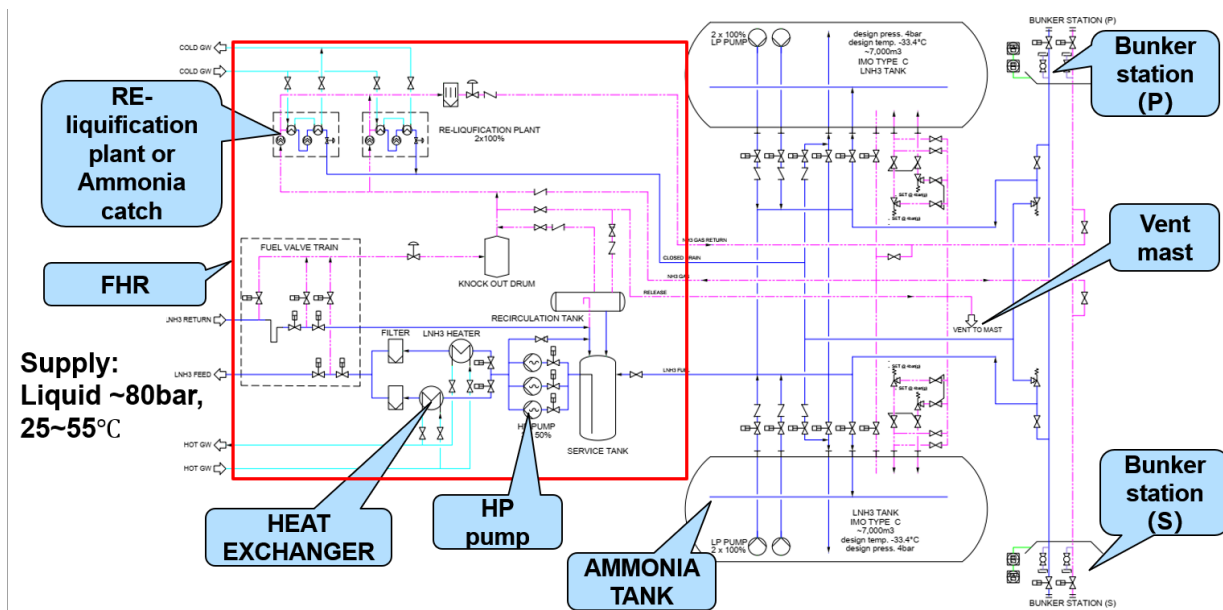 COLD GW
COLD GW
RE-
liquification
plant or
Ammonia
catch
RE-LIQUFICATION PLANT
2x100%
2 x 100%
LP PUMP
design press. 4bar
design temp. -33.4°C
~7,000m3
IMO TYPE C
LNH3 TANK
BUNKER STATION (P)
Bunker
station
(P)
FUEL VALVE TRAIN
FHR
KNOCK OUT DRUM
NH3 GAS RETURN
CLOSED DRAIN
NH3 GAS
RELEASE
Vent
mast
VENT TO MAST
LNH3 RETURN
RECIRCULATION TANK
FILTER
LNH3 HEATER
Supply:
Liquid ~80bar,
25~55℃
LNH3 FEED
LNH3 FUEL
HOT GW
HOT GW
HP PUMP
50%
SERVICE TANK
HEAT
EXCHANGER
HP
pump
AMMONIA
TANK
LNH3 TANK
IMO TYPE C
~7,000m3
design temp. -33.4°C
design press. 4bar
LP PUMP
2 x 100%
Bunker
station
(S)
BUNKER STATION (S)